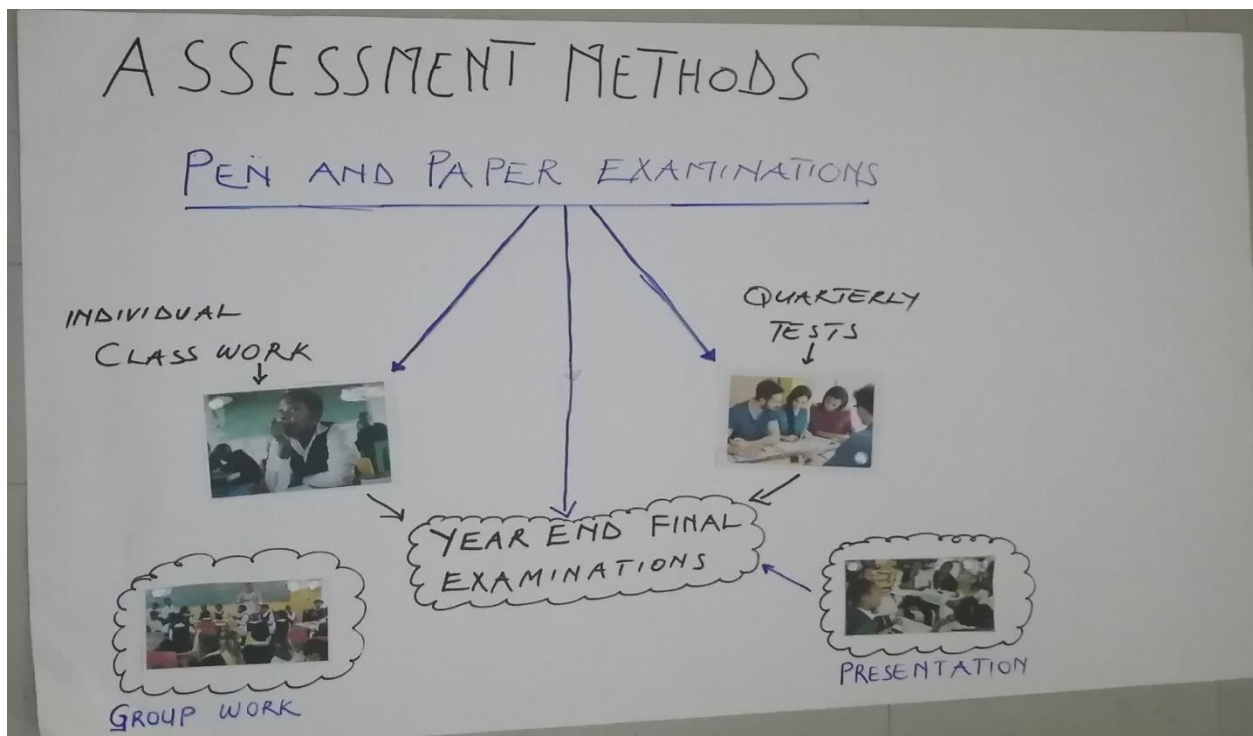 ASSESSMENT METHODS
PEN AND PAPER EXAMINATIONS
INDIVIDUAL
CLASS WORK
QUARTERLY
TESTS
YEAR END FINAL
EXAMINATIONS
GROUP WORK
PRESENTATION